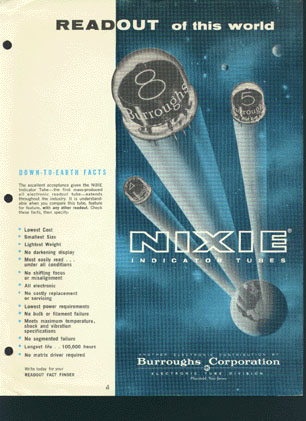 READOUT of this world
8
Burroughs
5
Burroughs
4
DOWN-TO-EARTH FACTS
The excellent acceptance given the NIXIE
Indicator Tube—the first mass-produced
all electronic readout tube—extends
throughout the industry. It is understand-
able when you compare this tube, feature
for feature, with any other readout. Check
these facts, then specify.
Lowest Cost
Smallest Size
Lightest Weight
No darkening display
Most easily read . . .
under all conditions
No shifting focus
or misalignment
All electronic
No costly replacement
or servicing
Lowest power requirements
No bulb or filament failure
Meets maximum temperature,
shock and vibration
specifications
No segmented failure
Longest life . . 100,000 hours
No matrix driver required
Write today for your
READOUT FACT FINDER
NIXIE®
INDICATOR TUBES
ANOTHER ELECTRONIC CONTRIBUTION BY
Burroughs Corporation
ELECTRONIC TUBE DIVISION
Plainfield, New Jersey